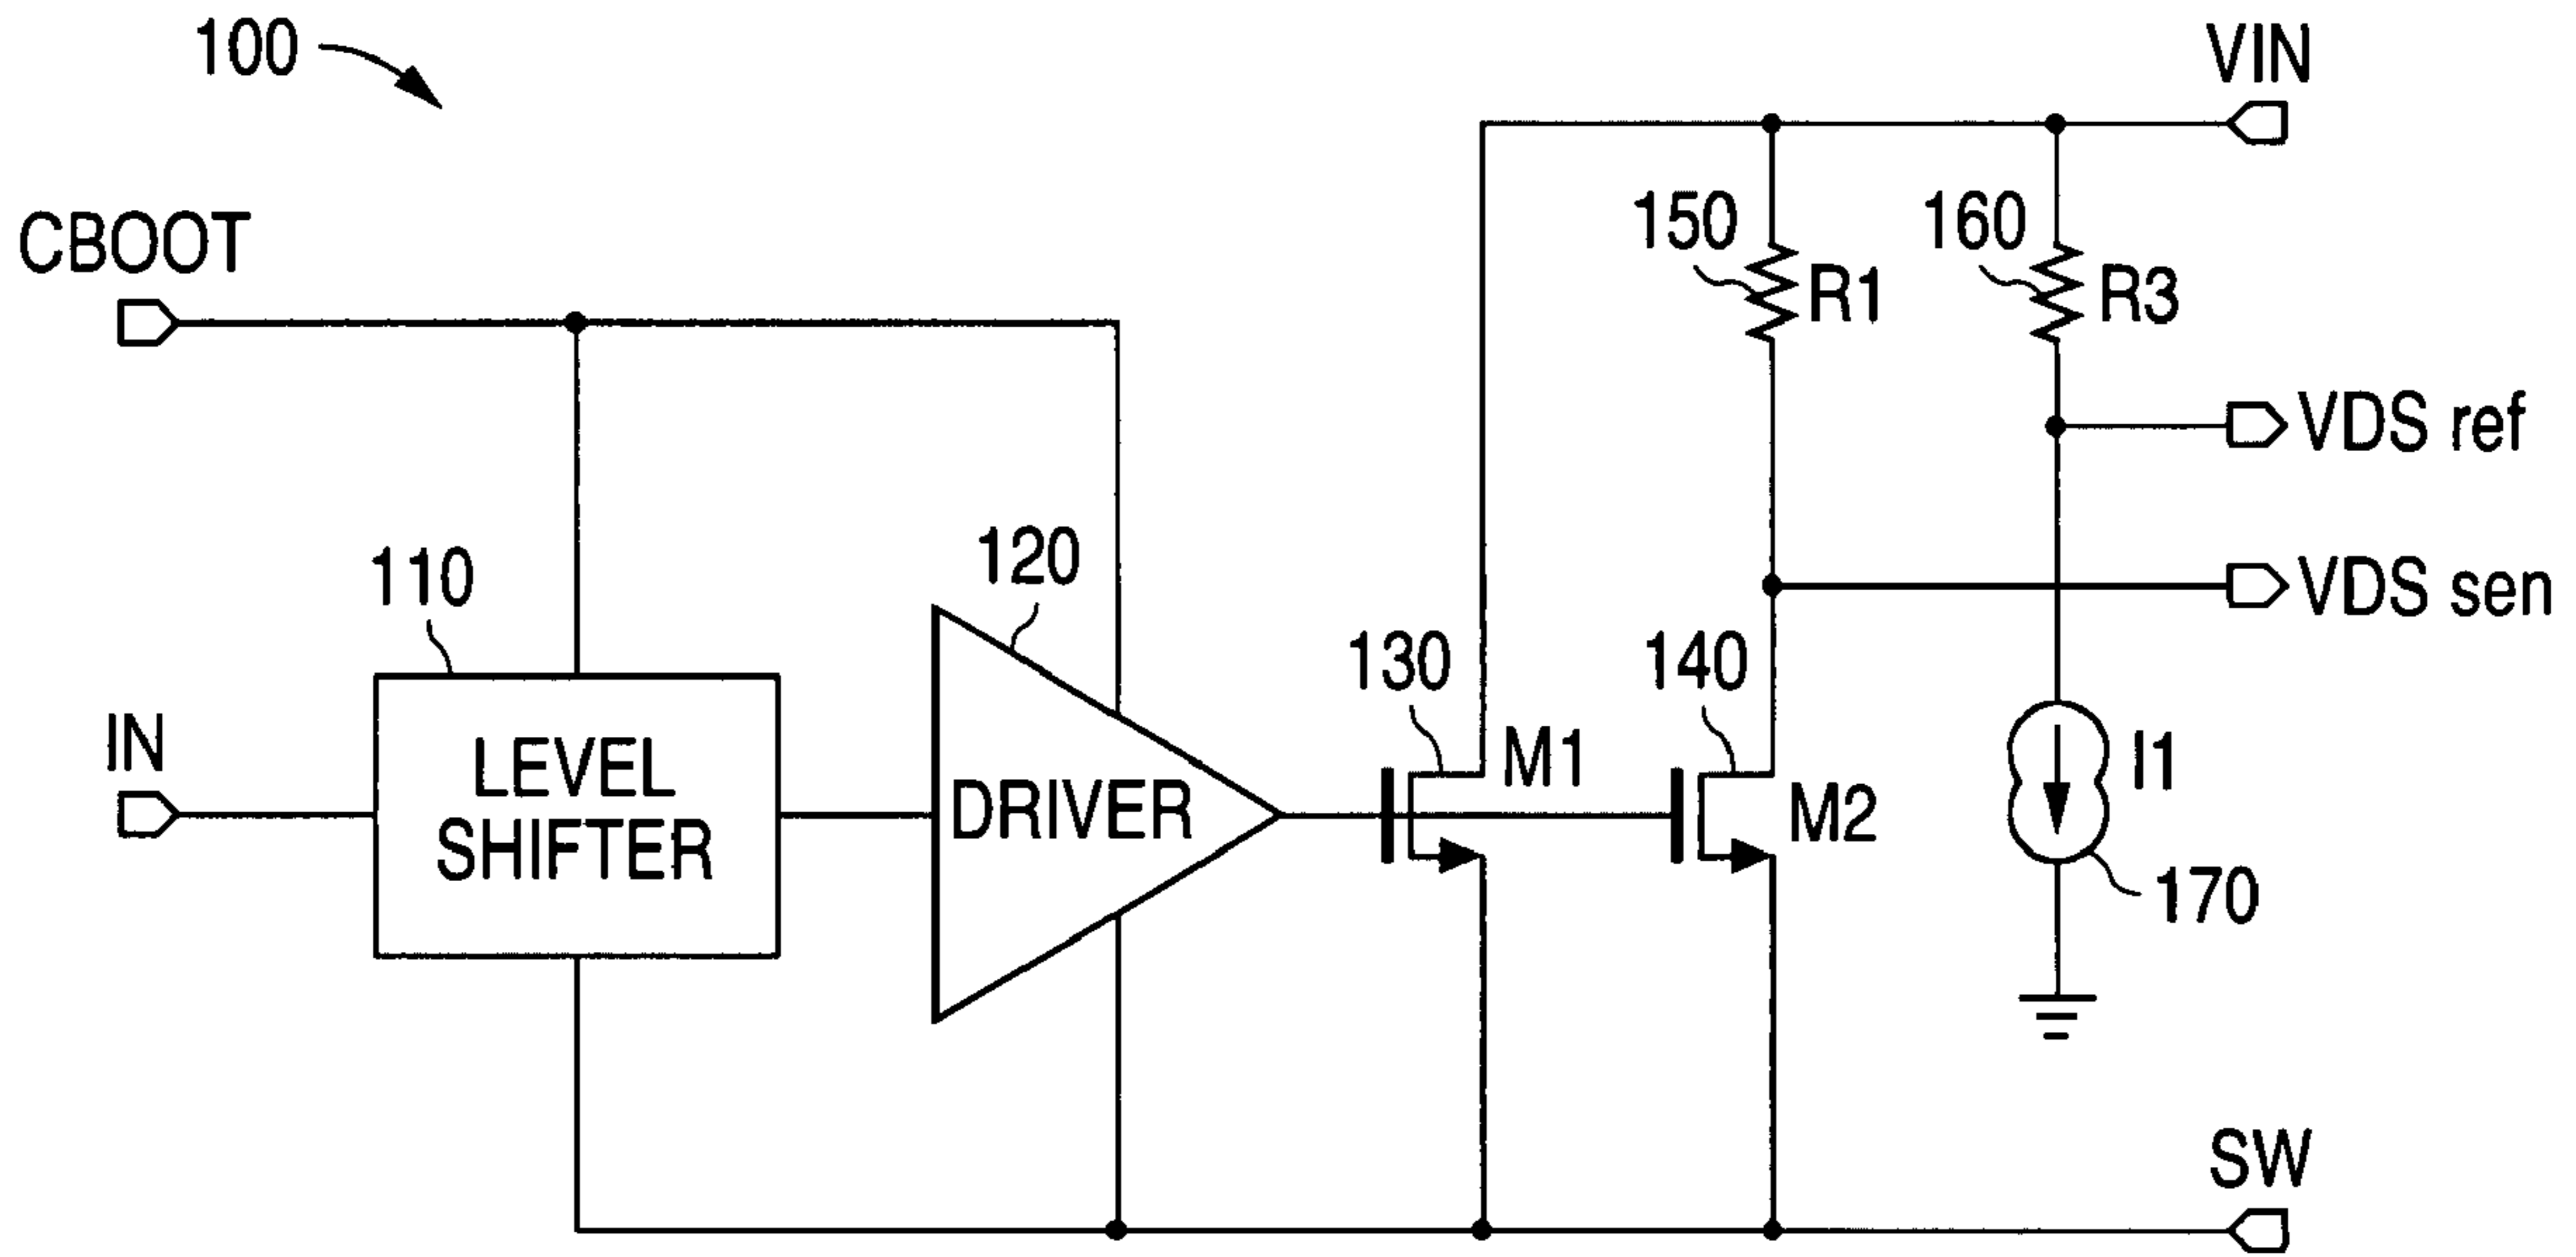 100
VIN
CBOOT
150
R1
160
R3
VDS ref
VDS sen
110
120
130
140
IN
LEVEL
SHIFTER
DRIVER
M1
M2
I1
170
SW